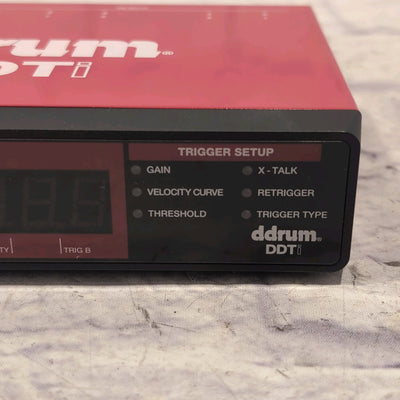 drum®
DDTi
TRIGGER SETUP
GAIN X - TALK
VELOCITY CURVE RETRIGGER
THRESHOLD TRIGGER TYPE
TRIG B
ddrum®
DDTi